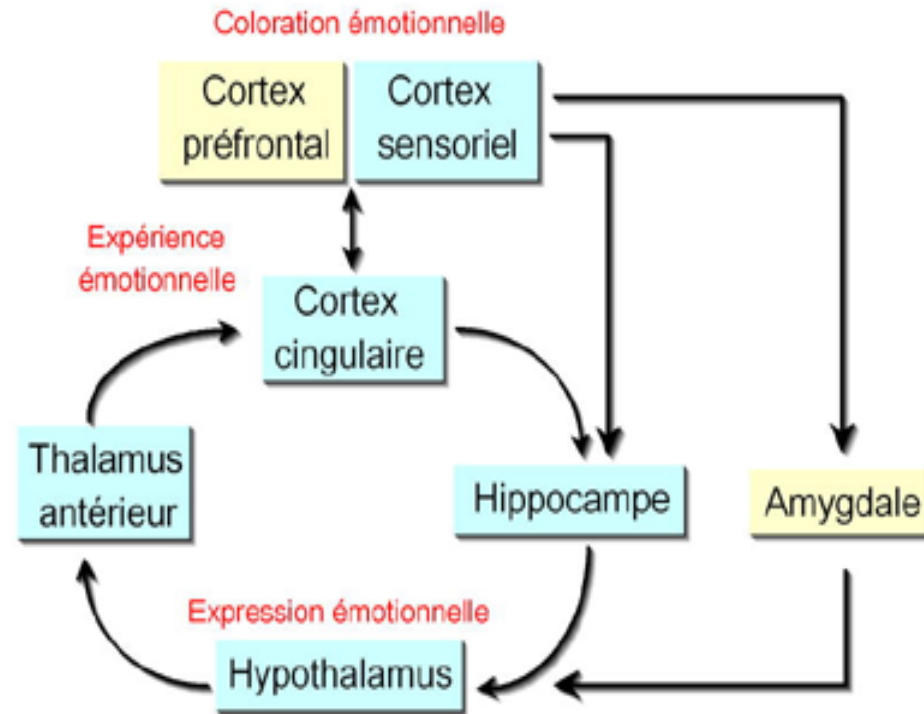 Coloration émotionnelle
Cortex
préfrontal
Cortex
sensoriel
Expérience
émotionnelle
Cortex
cingulaire
Thalamus
antérieur
Hippocampe
Amygdale
Expression émotionnelle
Hypothalamus